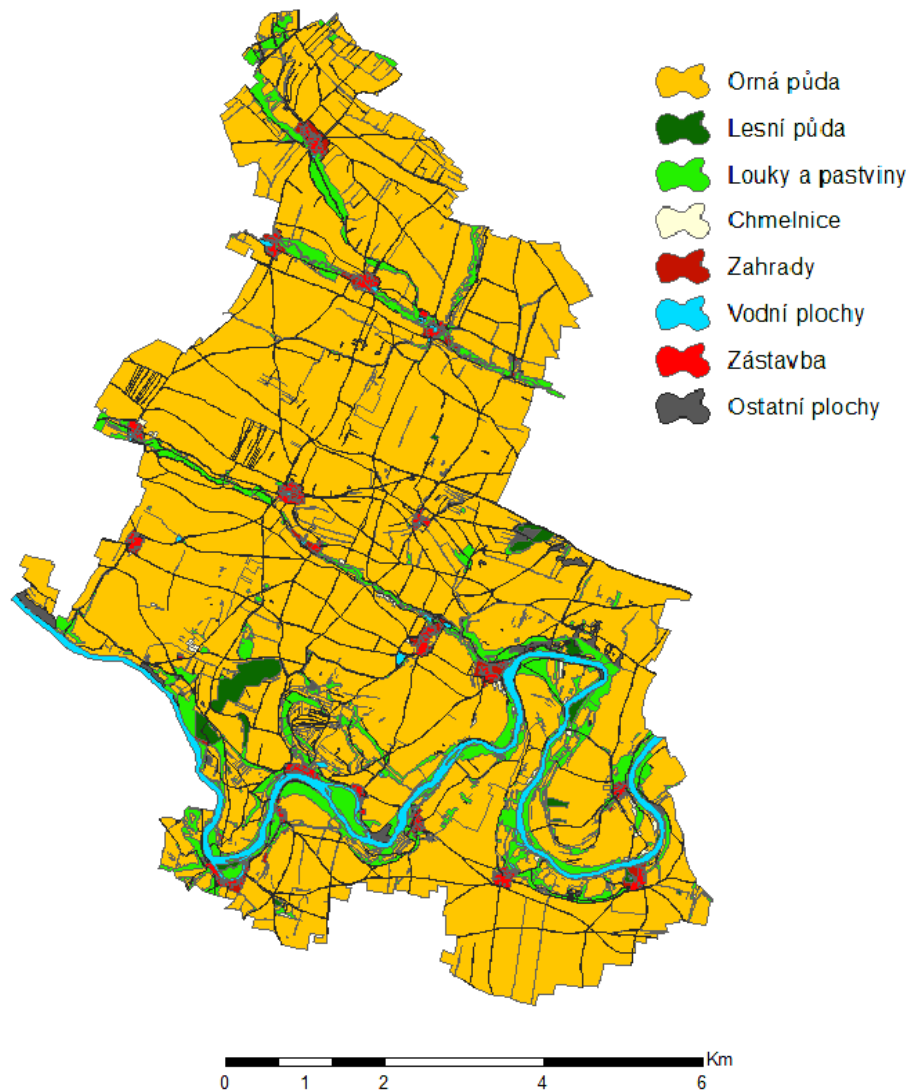 Orná půda
Lesní půda
Louky a pastviny
Chmelnice
Zahrady
Vodní plochy
Zástavba
Ostatní plochy
Km
0 1 2 4 6